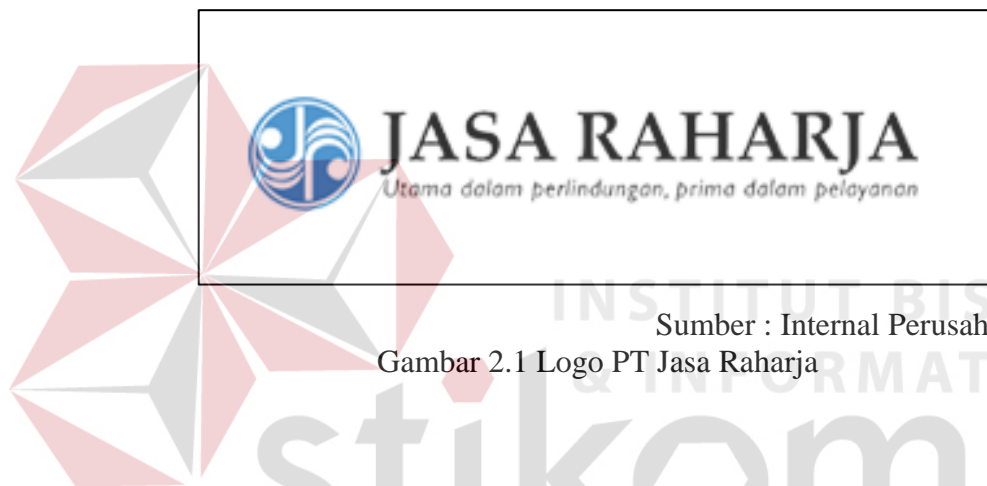 JASA RAHARJA
Utama dalam perlindungan, prima dalam pelayanan
INSTITUT BIS
Sumber : Internal Perusah
Gambar 2.1 Logo PT Jasa Raharja
& INFORMAT
stikom